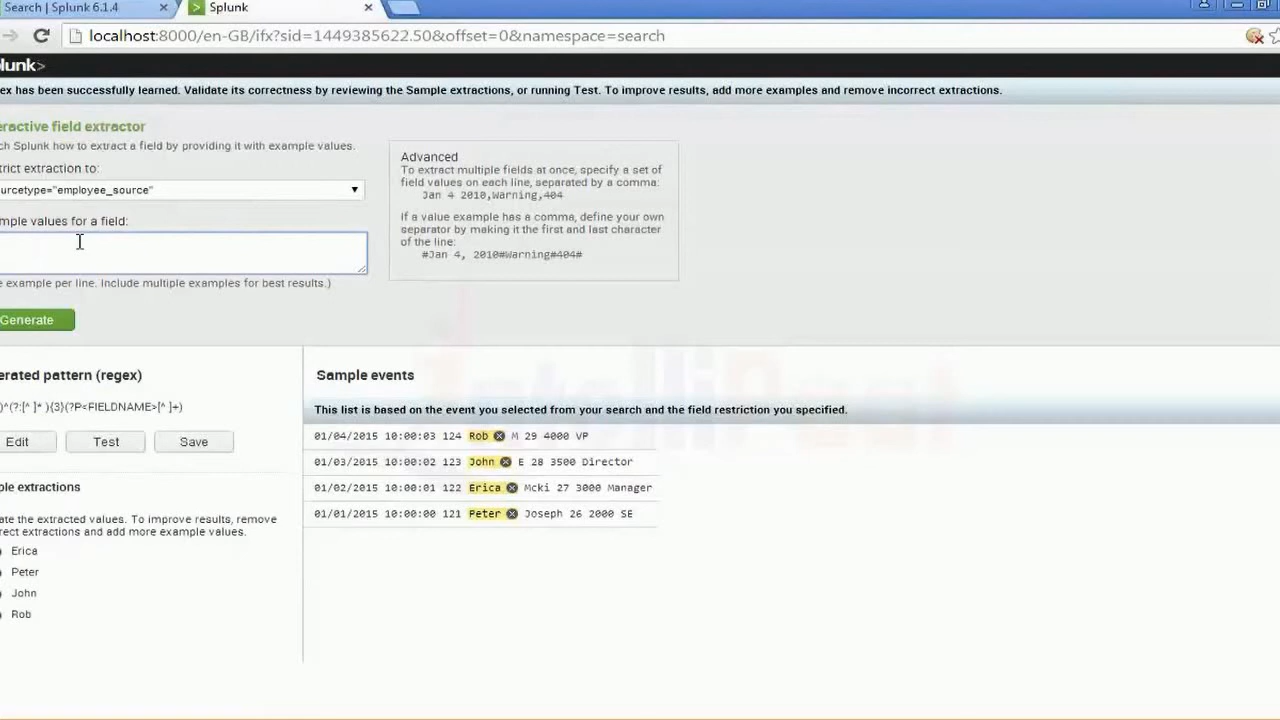 Search | Splunk 6.1.4
Splunk
localhost:8000/en-GB/ifx?sid=1449385622.50&offset=0&namespace=search
lunk>
ex has been successfully learned. Validate its correctness by reviewing the Sample extractions, or running Test. To improve results, add more examples and remove incorrect extractions.
eractive field extractor
ch Splunk how to extract a field by providing it with example values.
trict extraction to:
urcetype="employee_source"
mple values for a field:
e example per line. Include multiple examples for best results.)
Generate
Advanced
To extract multiple fields at once, specify a set of
field values on each line, separated by a comma:
Jan 4 2010,Warning,404
If a value example has a comma, define your own
separator by making it the first and last character
of the line:
#Jan 4, 2010#Warning#404#
erated pattern (regex)
)^(?:[^ ]* ){3}(?P<FIELDNAME>[^ ]+)
Edit
Test
Save
ple extractions
ate the extracted values. To improve results, remove
rrect extractions and add more example values.
Erica
Peter
John
Rob
Sample events
This list is based on the event you selected from your search and the field restriction you specified.
01/04/2015 10:00:03 124 Rob M 29 4000 VP
01/03/2015 10:00:02 123 John E 28 3500 Director
01/02/2015 10:00:01 122 Erica Mcki 27 3000 Manager
01/01/2015 10:00:00 121 Peter Joseph 26 2000 SE
IntelliPaat